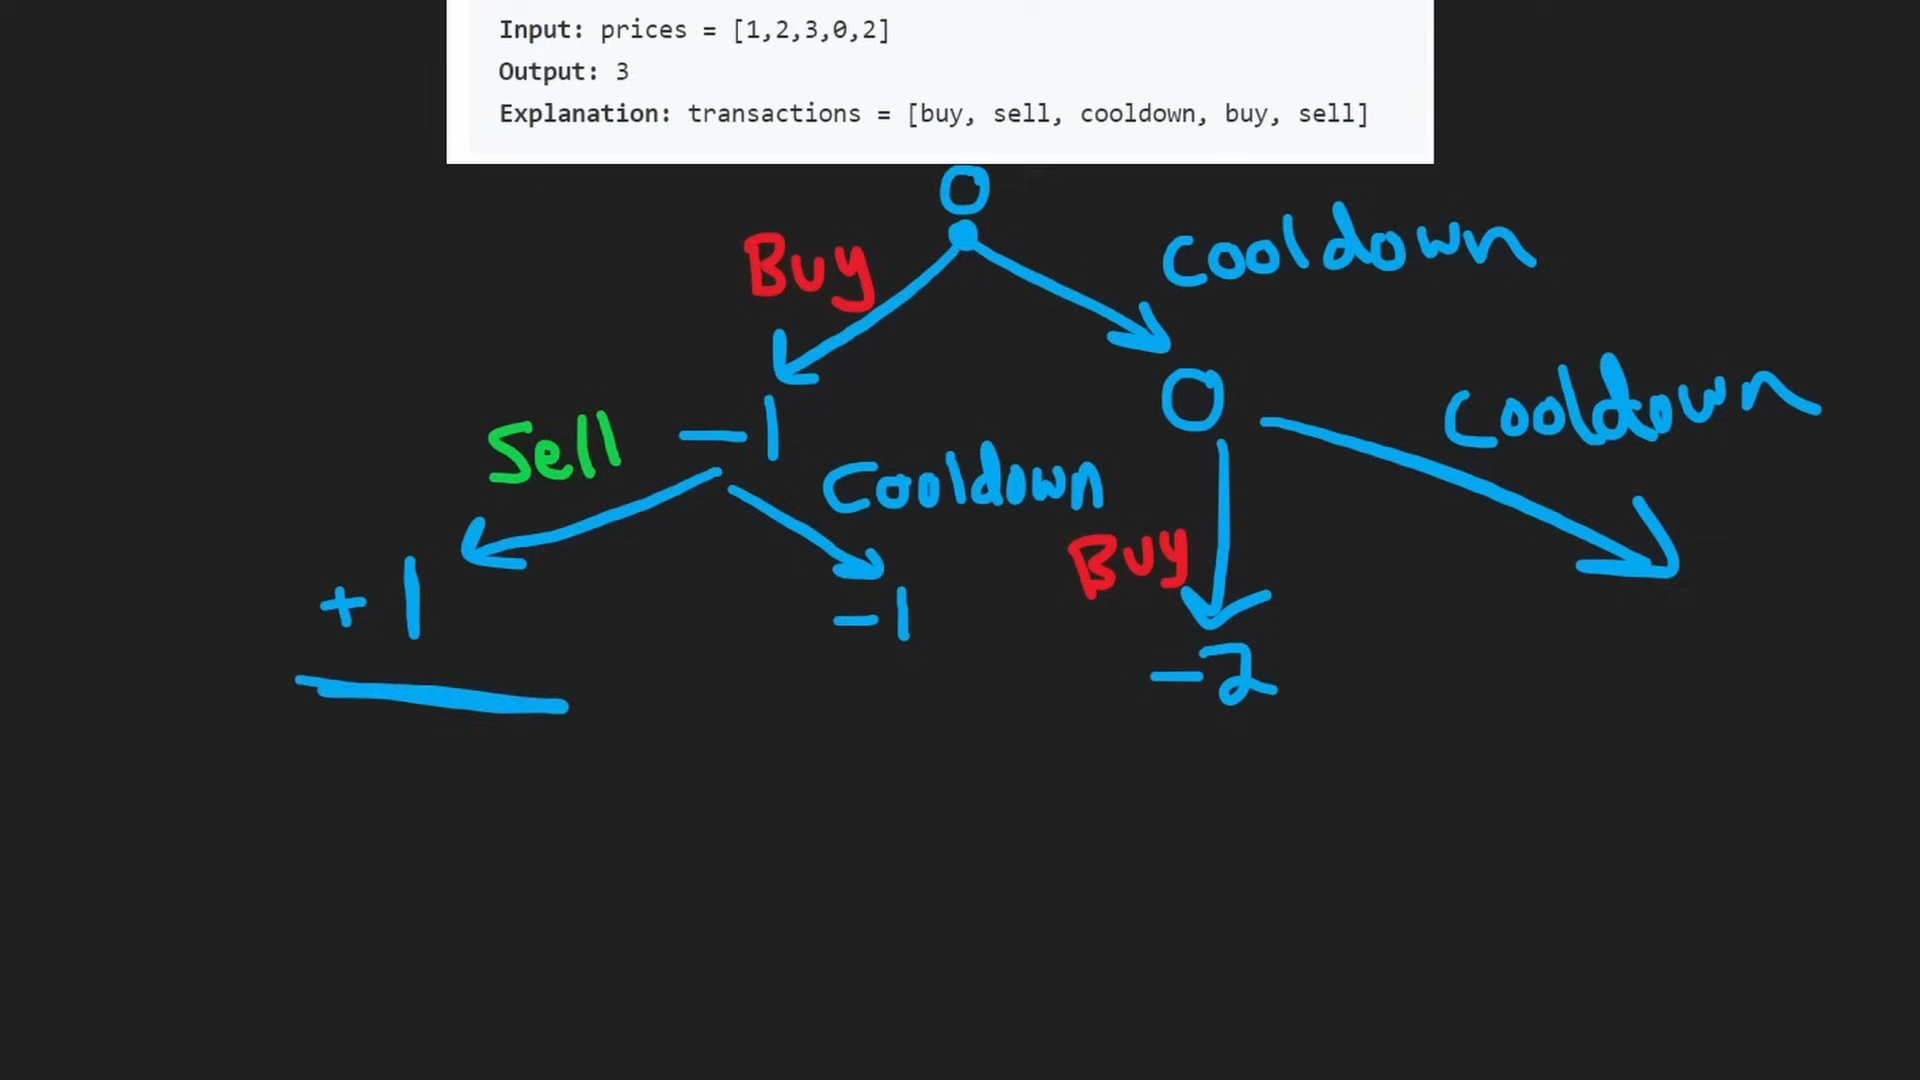 Input: prices = [1,2,3,0,2]
Output: 3
Explanation: transactions = [buy, sell, cooldown, buy, sell]
0
Buy
Cooldown
-1
0
Sell
Cooldown
Buy
Cooldown
+1
-1
-2